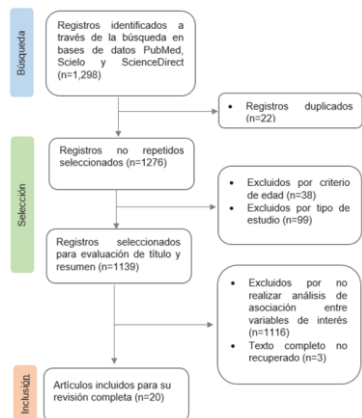 Búsqueda
Registros identificados a
través de la búsqueda en
bases de datos PubMed,
Scielo y ScienceDirect
(n=1,298)
• Registros duplicados
(n=22)
Selección
Registros no repetidos
seleccionados (n=1276)
• Excluidos por criterio
de edad (n=38)
• Excluidos por tipo de
estudio (n=99)
Registros seleccionados
para evaluación de título y
resumen (n=1139)
• Excluidos por no
realizar análisis de
asociación entre
variables de interés
(n=1116)
• Texto completo no
recuperado (n=3)
Inclusión
Artículos incluidos para su
revisión completa (n=20)